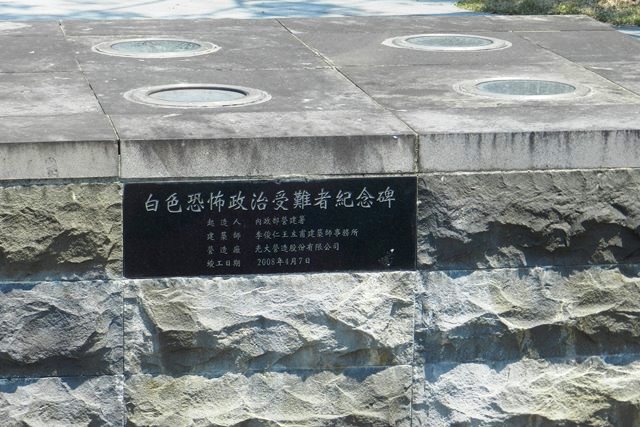 白色恐怖政治受難者紀念碑
起造人 內政部營建署
建築師 李俊仁王立甫建築師事務所
營造廠 光大營造股份有限公司
竣工日期 2008年4月7日